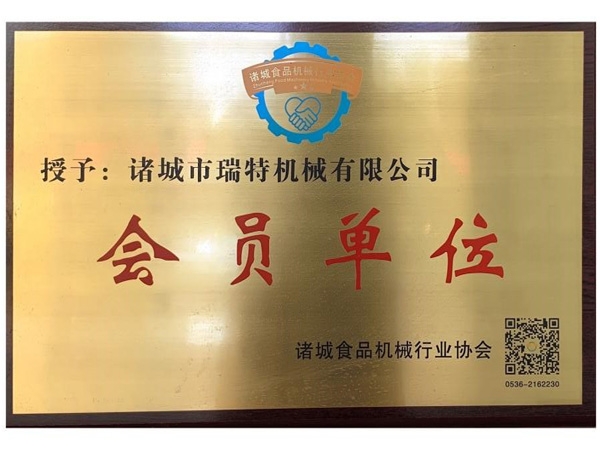 诸城食品机械行
授予：诸城市瑞特机械有限公司
会员单位
诸城食品机械行业协会
0536-2162230